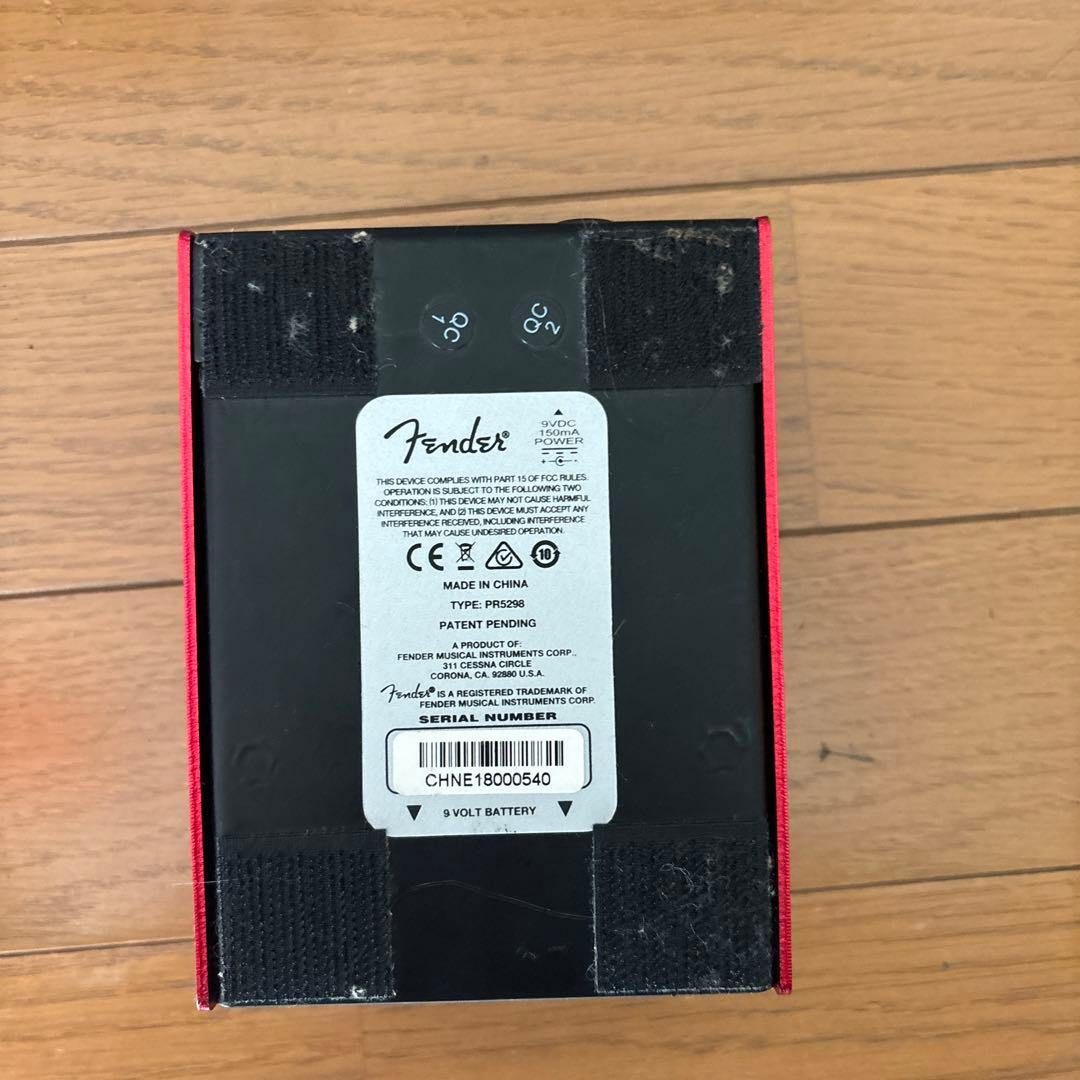 QC 1
QC 2
Fender®
9VDC
150mA
POWER
THIS DEVICE COMPLIES WITH PART 15 OF FCC RULES.
OPERATION IS SUBJECT TO THE FOLLOWING TWO
CONDITIONS: (1) THIS DEVICE MAY NOT CAUSE HARMFUL
INTERFERENCE, AND (2) THIS DEVICE MUST ACCEPT ANY
INTERFERENCE RECEIVED, INCLUDING INTERFERENCE
THAT MAY CAUSE UNDESIRED OPERATION.
CE 10
MADE IN CHINA
TYPE: PR5298
PATENT PENDING
A PRODUCT OF:
FENDER MUSICAL INSTRUMENTS CORP.,
311 CESSNA CIRCLE
CORONA, CA. 92880 U.S.A.
Fender® IS A REGISTERED TRADEMARK OF
FENDER MUSICAL INSTRUMENTS CORP.
SERIAL NUMBER
CHNE18000540
9 VOLT BATTERY